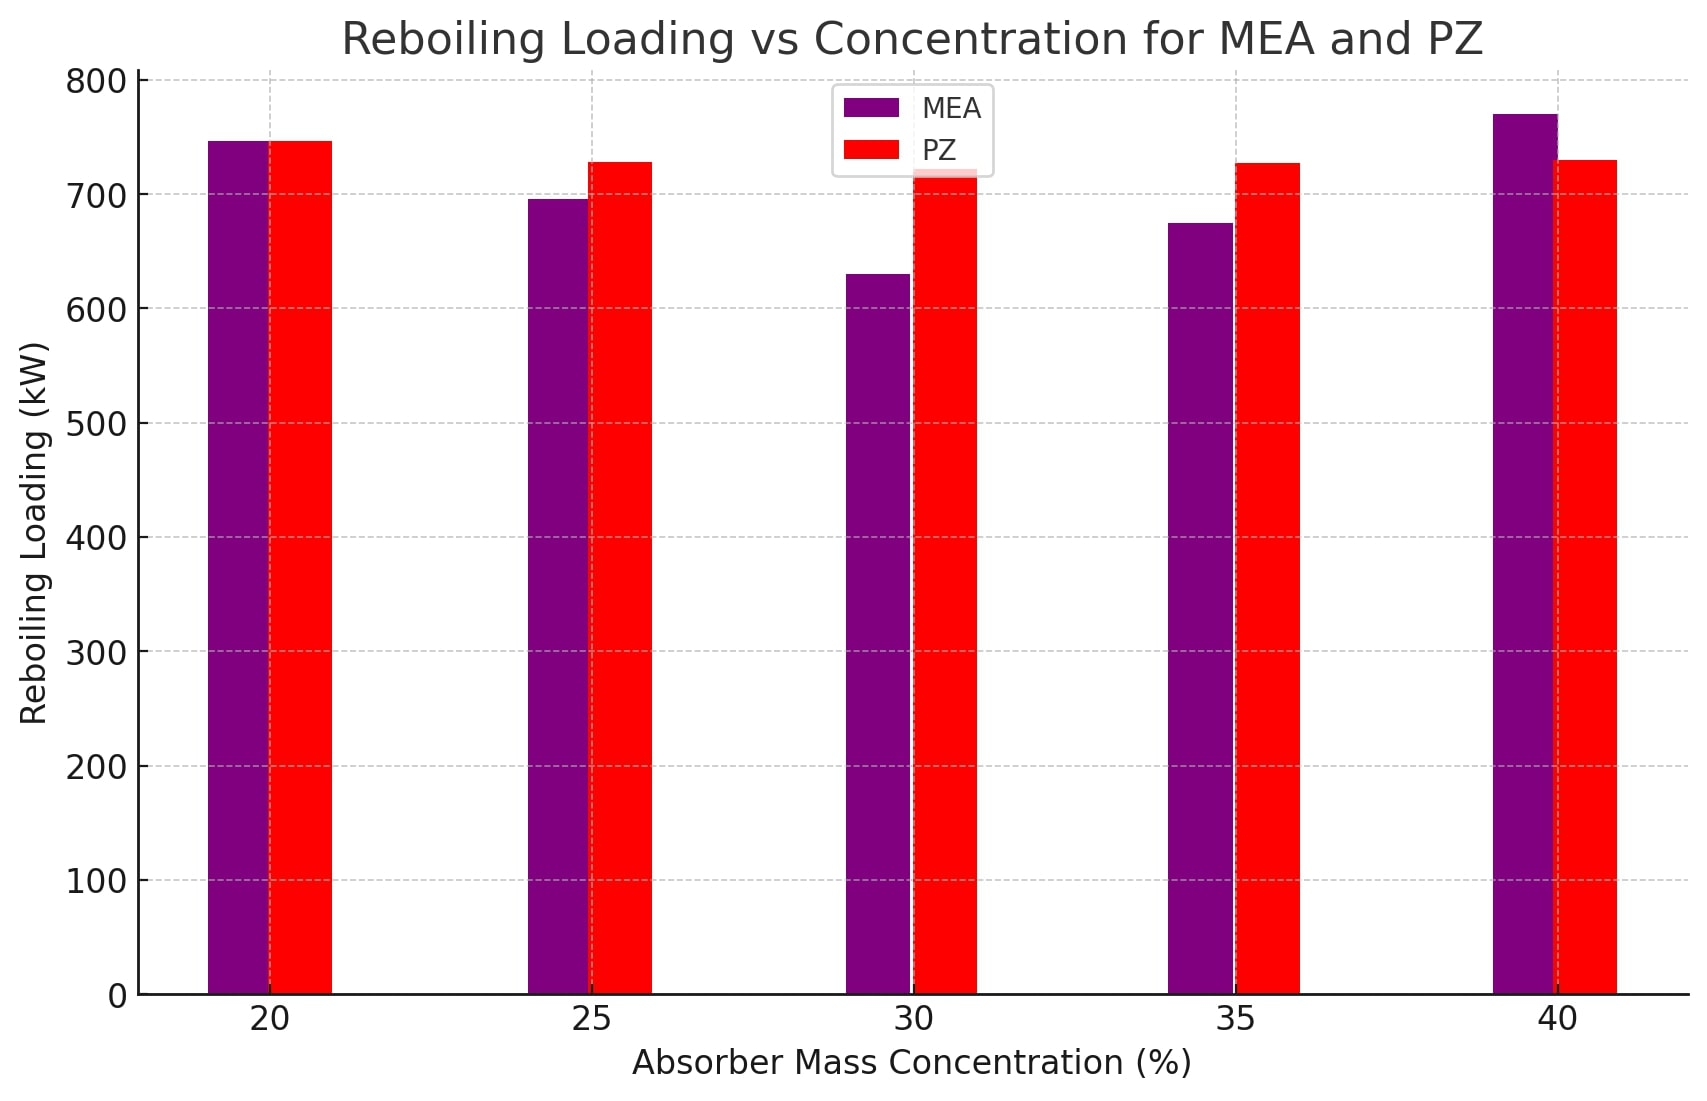 Reboiling Loading vs Concentration for MEA and PZ
800
700
600
500
400
300
200
100
0
Reboiling Loading (kW)
MEA
PZ
20 25 30 35 40
Absorber Mass Concentration (%)